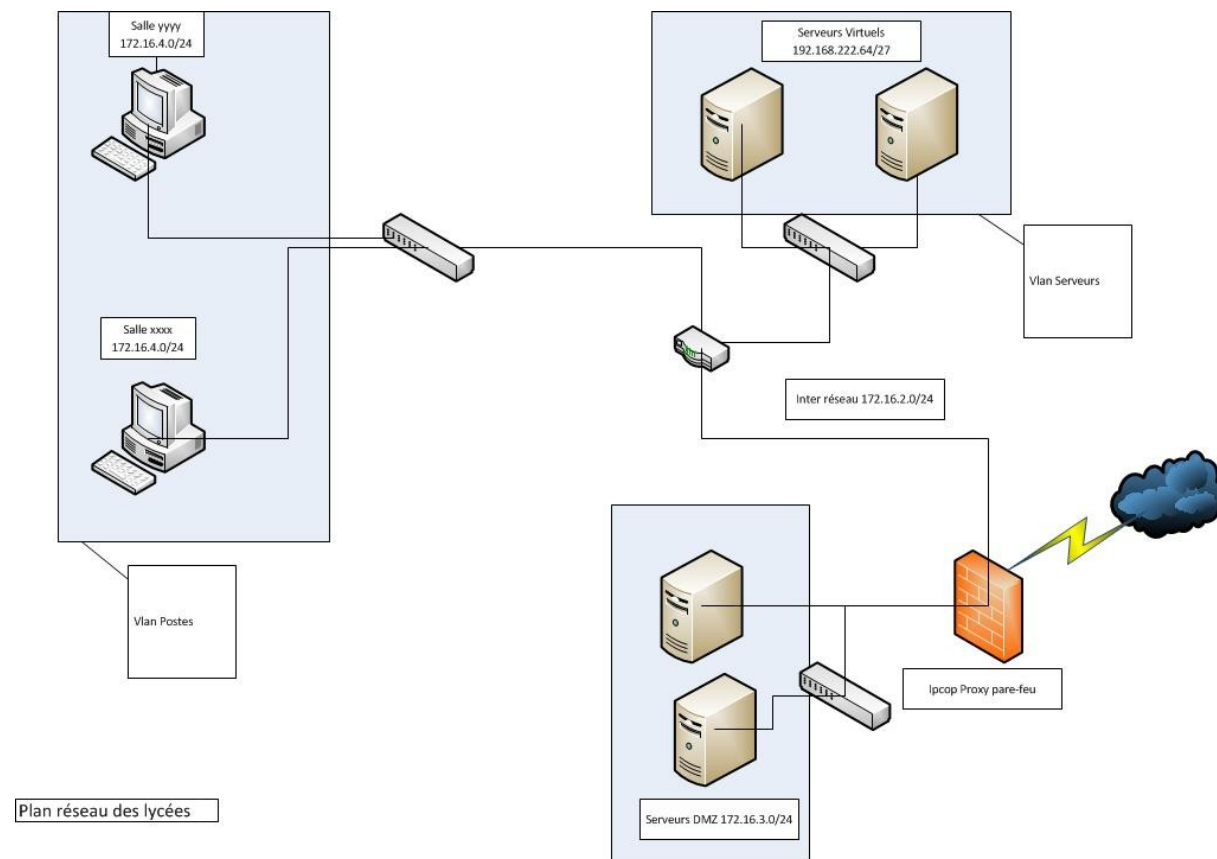 Salle yyyy
172.16.4.0/24
Serveurs Virtuels
192.168.222.64/27
Vlan Serveurs
Salle xxxx
172.16.4.0/24
Inter réseau 172.16.2.0/24
Vlan Postes
Ipcop Proxy pare-feu
Serveurs DMZ 172.16.3.0/24
Plan réseau des lycées